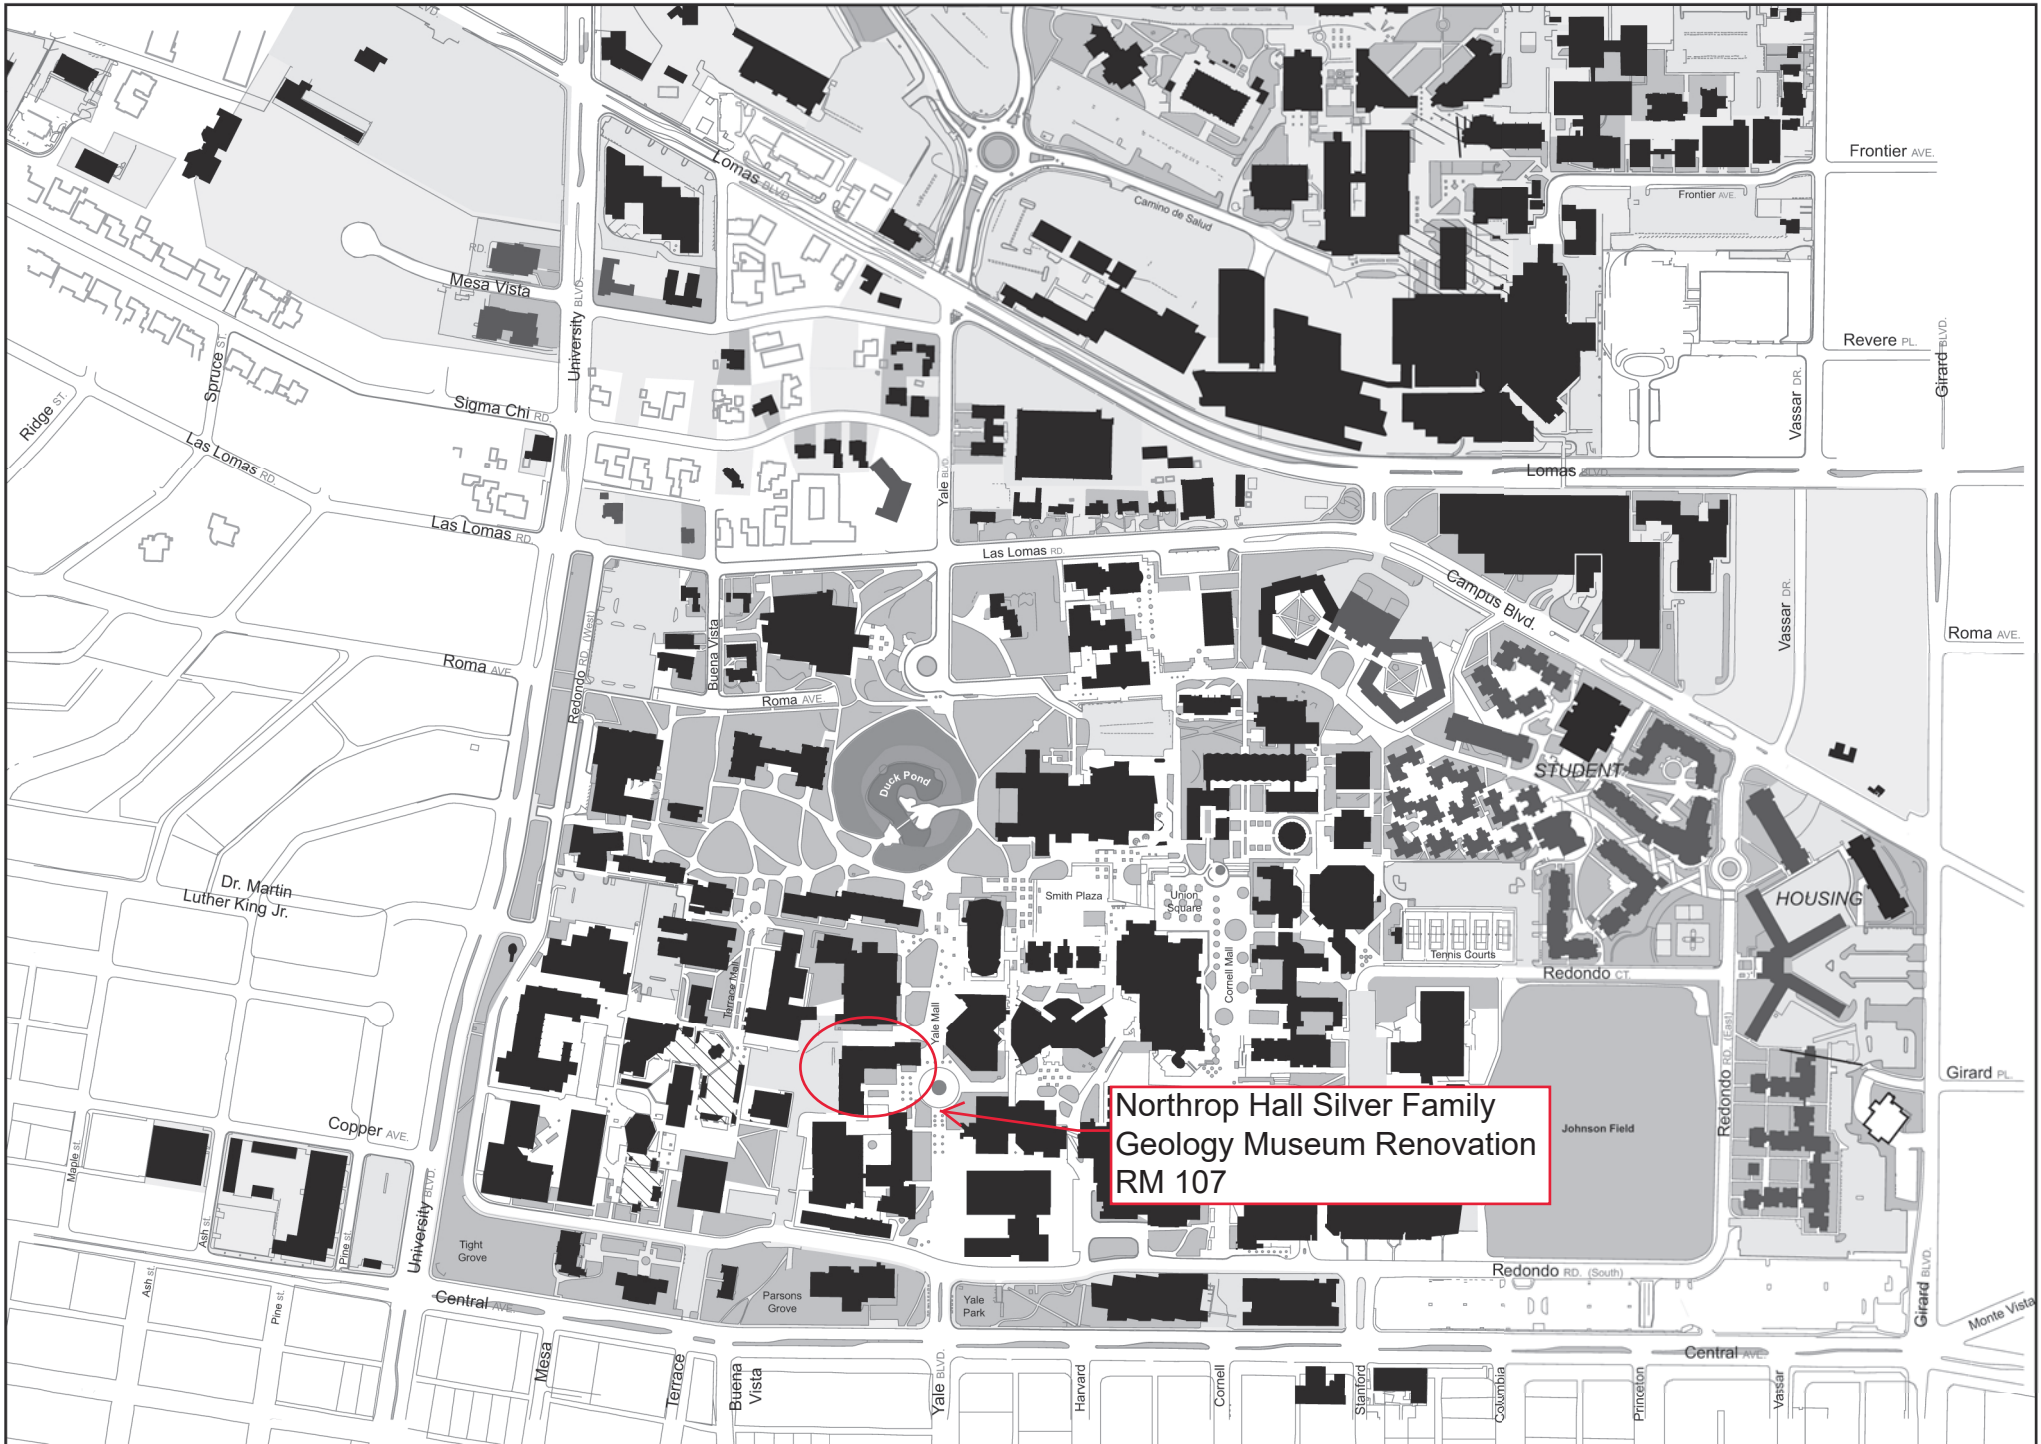 BLVD.
Lomas BLVD.
Frontier AVE.
Frontier AVE.
Camino de Salud
RD.
Mesa Vista
University BLVD.
Revere PL.
Girard BLVD.
Vassar DR.
Spruce ST.
Ridge ST.
Sigma Chi RD.
Las Lomas RD.
Lomas BLVD.
Yale BLVD.
Las Lomas RD.
Las Lomas RD.
Campus Blvd.
Vassar DR.
Roma AVE.
Roma AVE.
Redondo RD. (West)
Buena Vista
Roma AVE.
Duck Pond
STUDENT
HOUSING
Dr. Martin
Luther King Jr.
Smith Plaza
Union
Square
Tennis Courts
Terrace Mall
Yale Mall
Cornell Mall
Redondo CT.
Redondo RD. (East)
Girard PL.
Northrop Hall Silver Family
Geology Museum Renovation
RM 107
Johnson Field
Copper AVE.
Maple st.
Ash st.
Pine st.
University BLVD.
Tight
Grove
Parsons
Grove
Yale
Park
Redondo RD. (South)
Girard BLVD.
Monte Vista
Ash st.
Pine st.
Central AVE.
Central AVE.
Mesa
Terrace
Buena
Vista
Yale BLVD.
Harvard
Cornell
Stanford
Columbia
Princeton
Vassar